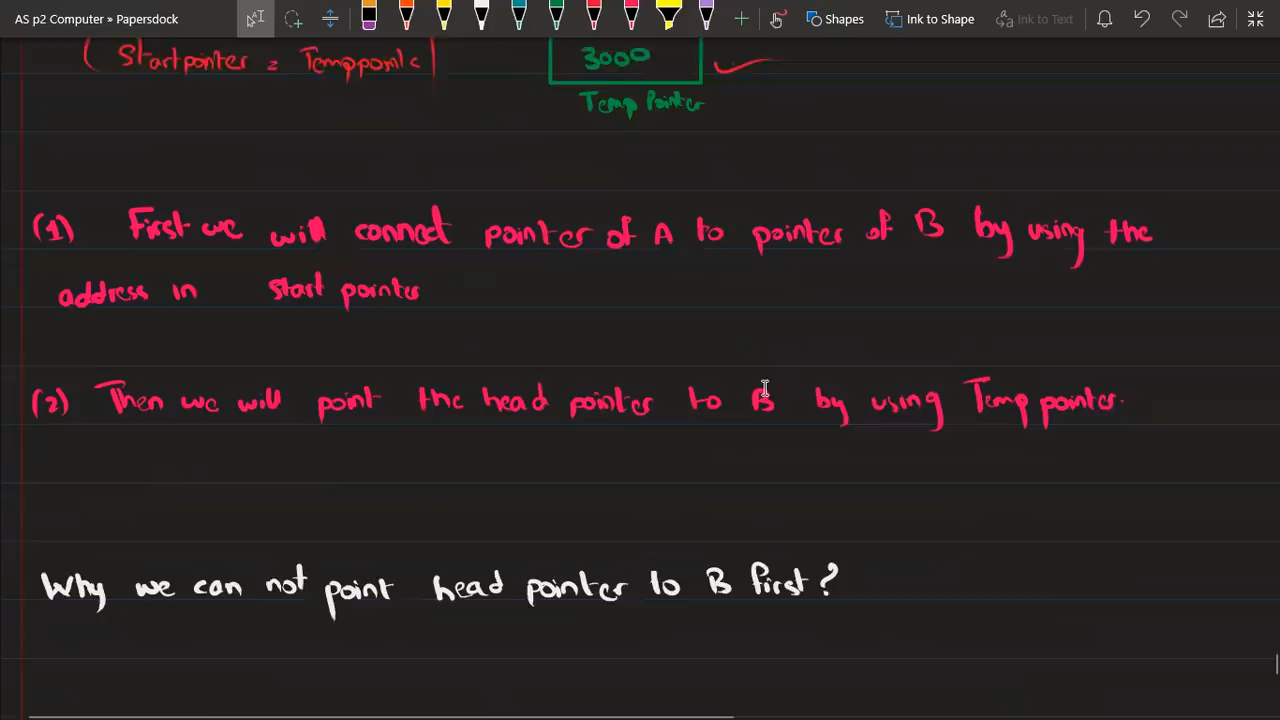 AS p2 Computer » Papersdock
Shapes
Ink to Shape
Ink to Text
(Startpointer =
3000
Temp Pointer
(1) First we will connect pointer of A to pointer of B by using the
address in start pointer
(2) Then we will point the head pointer to B by using Temp pointer.
Why we can not point head pointer to B first?